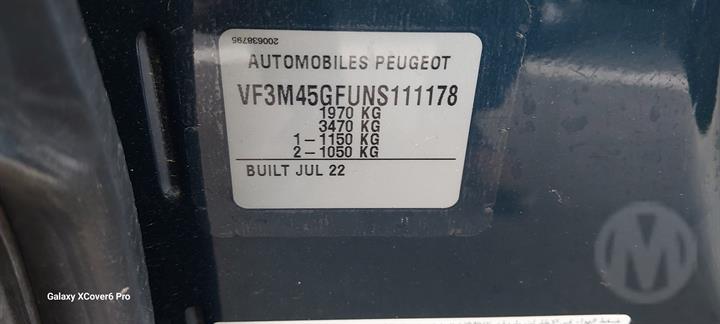 200638795
AUTOMOBILES PEUGEOT
VF3M45GFUNS111178
1970 KG
3470 KG
1-1150 KG
2-1050 KG
BUILT JUL 22
M
Galaxy XCover6 Pro